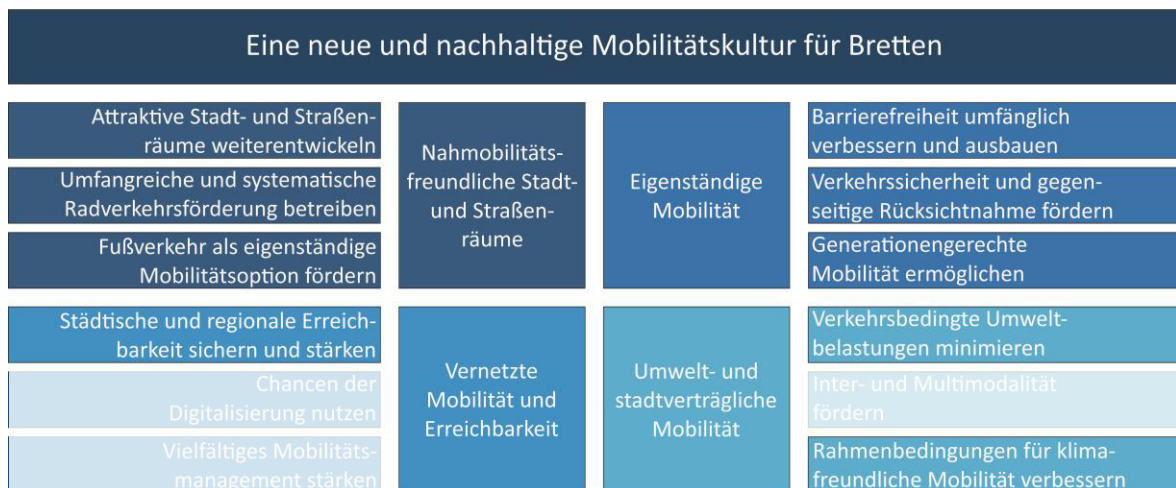 Eine neue und nachhaltige Mobilitätskultur für Bretten
Attraktive Stadt- und Straßen-
räume weiterentwickeln
Umfangreiche und systematische
Radverkehrsförderung betreiben
Fußverkehr als eigenständige
Mobilitätsoption fördern
Nahmobilitäts-
freundliche Stadt-
und Straßen-
räume
Eigenständige
Mobilität
Barrierefreiheit umfänglich
verbessern und ausbauen
Verkehrssicherheit und gegen-
seitige Rücksichtnahme fördern
Generationengerechte
Mobilität ermöglichen
Städtische und regionale Erreich-
barkeit sichern und stärken
Chancen der
Digitalisierung nutzen
Vielfältiges Mobilitäts-
management stärken
Vernetzte
Mobilität und
Erreichbarkeit
Umwelt- und
stadtverträgliche
Mobilität
Verkehrsbedingte Umwelt-
belastungen minimieren
Inter- und Multimodalität
fördern
Rahmenbedingungen für klima-
freundliche Mobilität verbessern